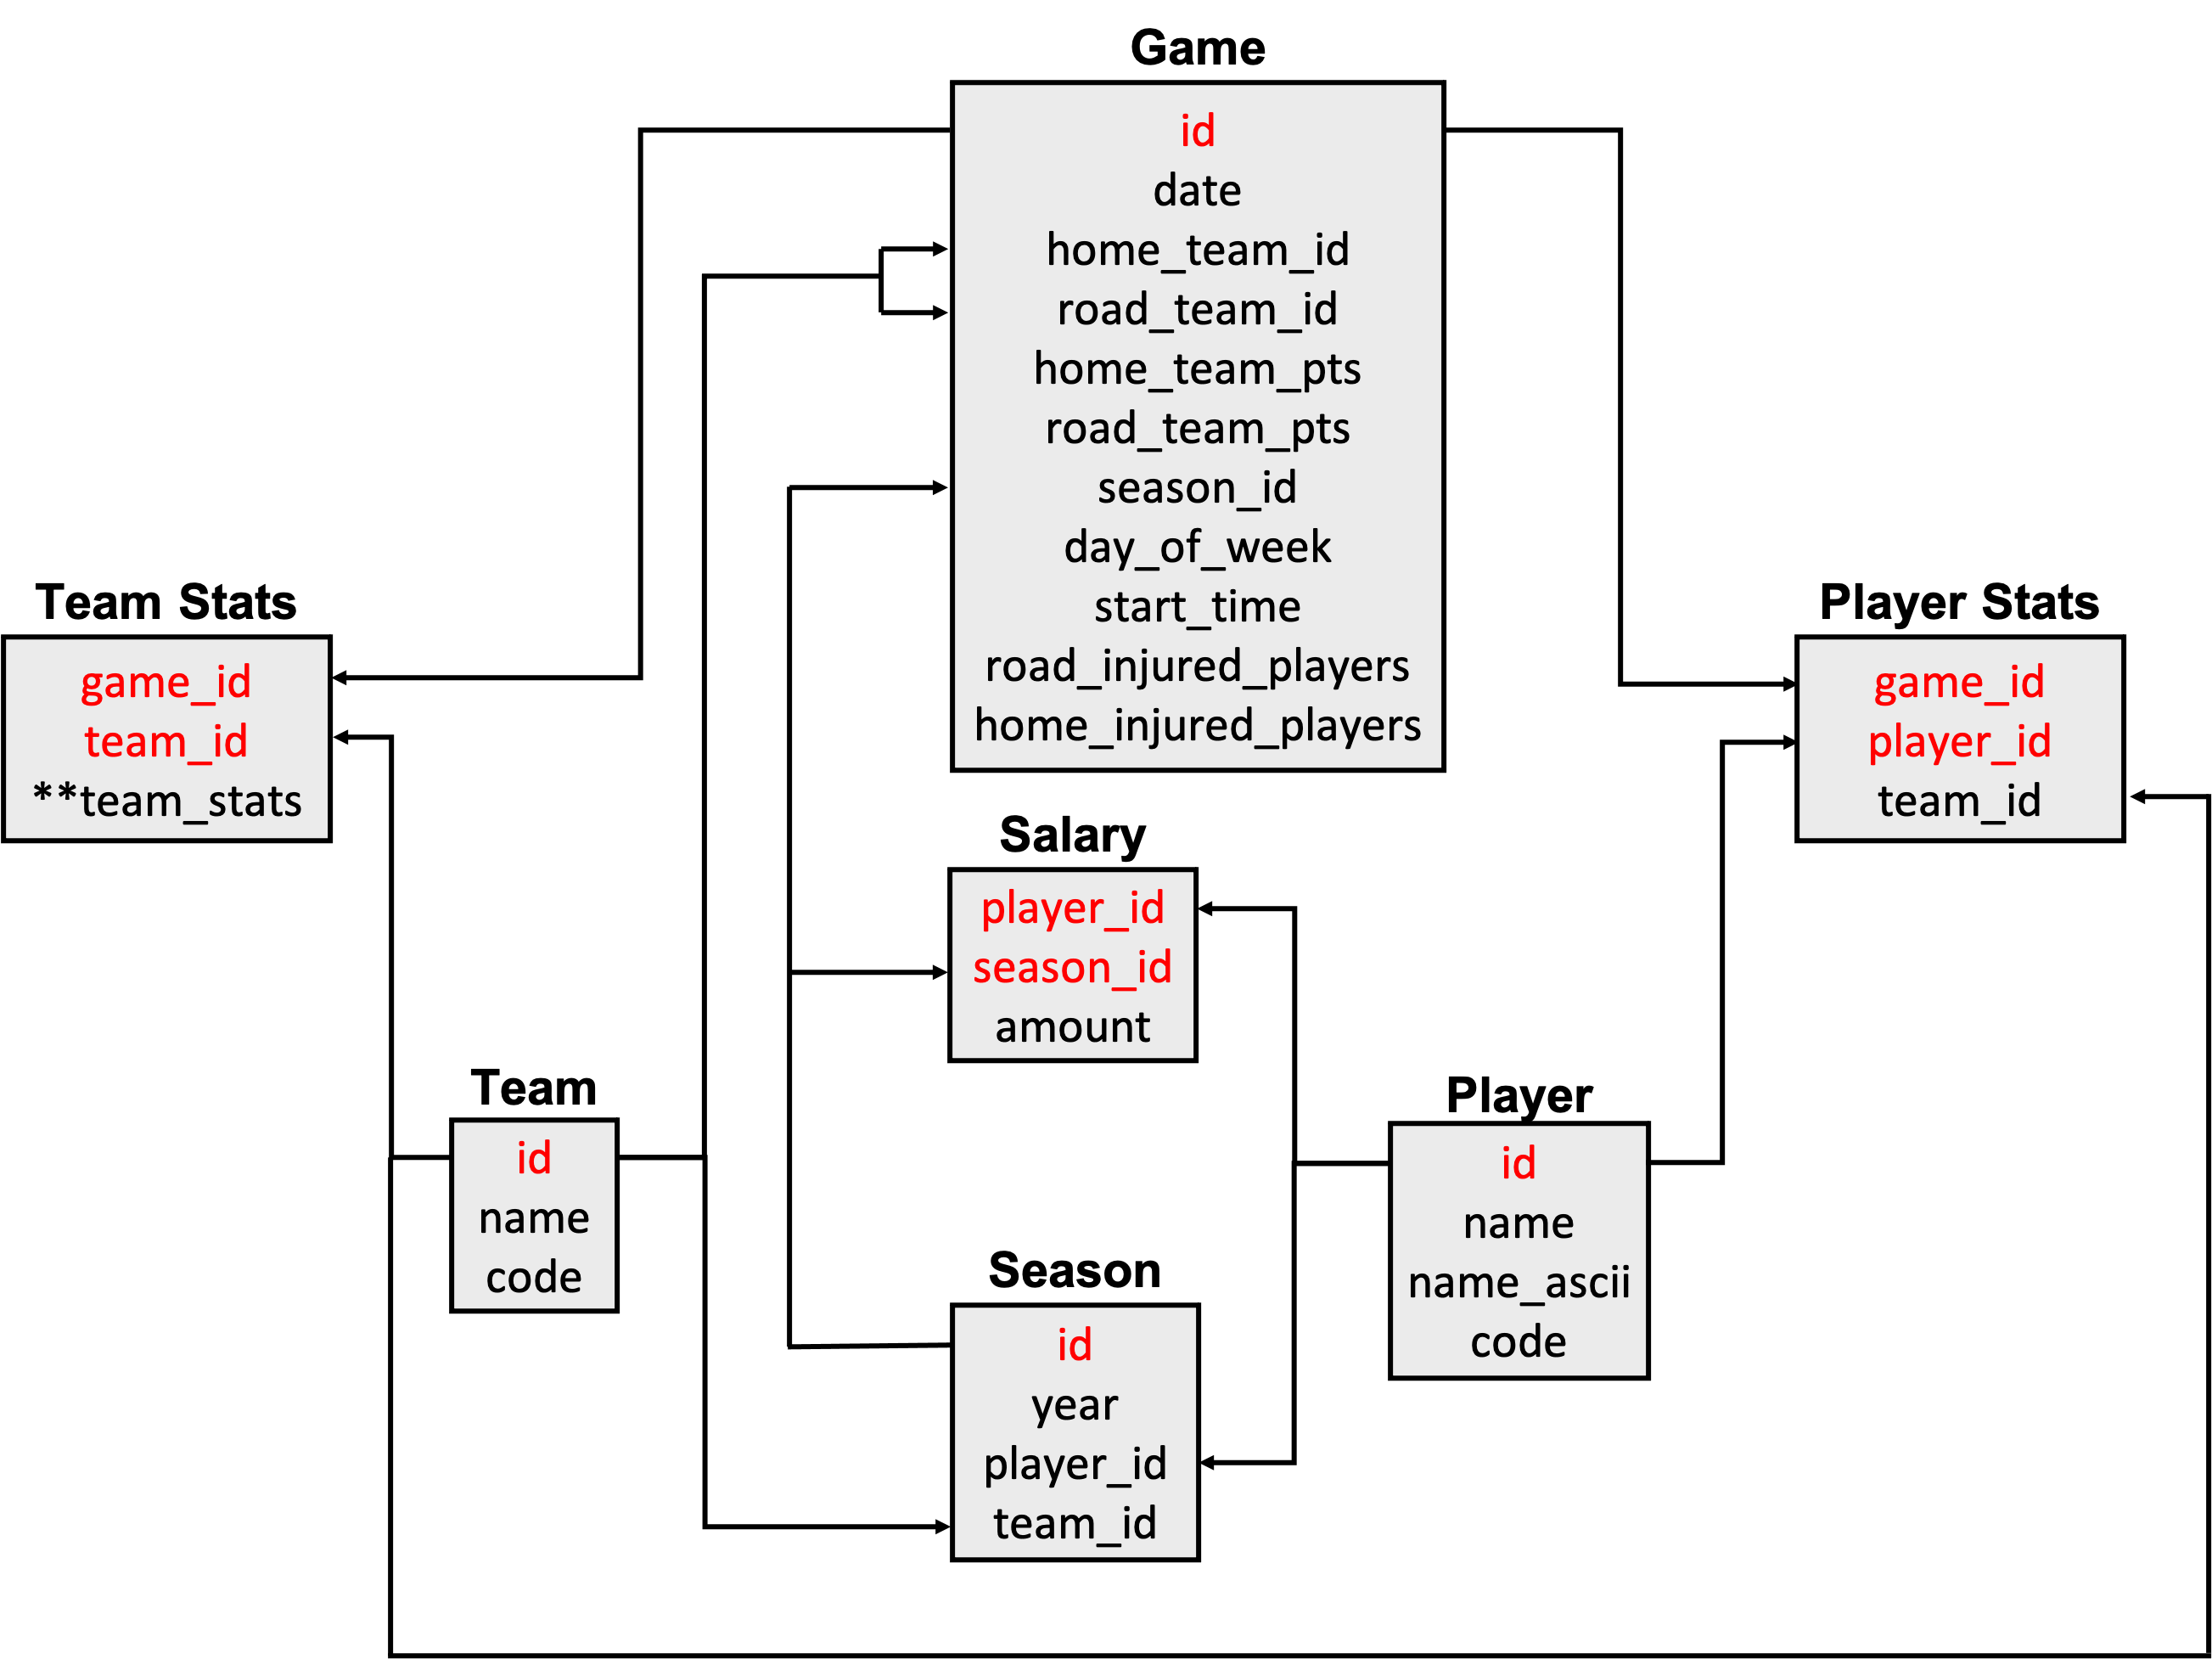 Game
id
date
home_team_id
road_team_id
home_team_pts
road_team_pts
season_id
day_of_week
start_time
road_injured_players
home_injured_players
Team Stats
game_id
team_id
**team_stats
Player Stats
game_id
player_id
team_id
Salary
player_id
season_id
amount
Team
id
name
code
Player
id
name
name_ascii
code
Season
id
year
player_id
team_id